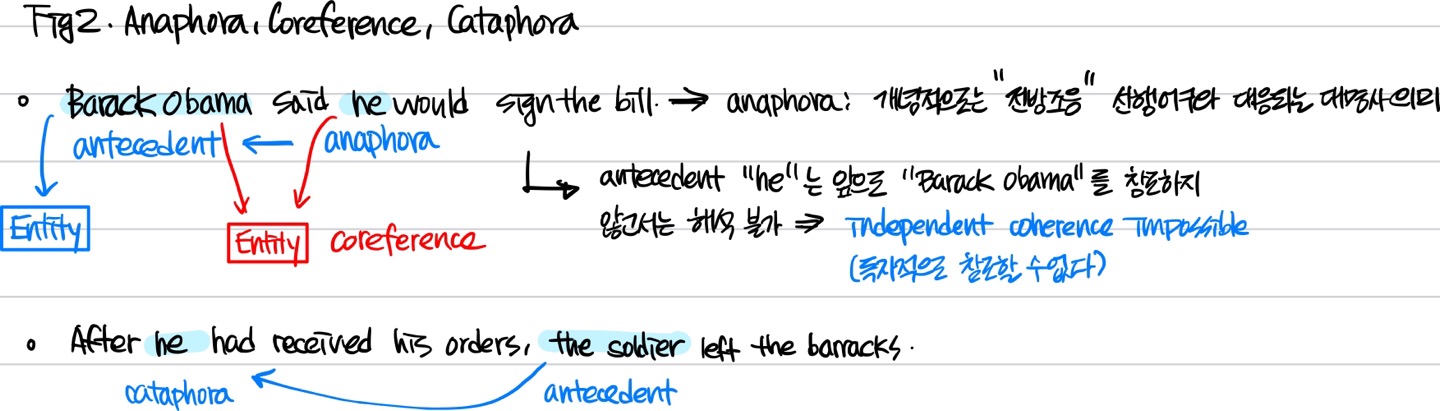 Fig2. Anaphora, Coreference, Cataphora
• Barack Obama said he would sign the bill. → anaphora: 개념적으로는 "전방조응" 선행어구와 대응되는 대명사 의미
antecedent ← anaphora
→ antecedent "he"는 앞으로 "Barack Obama"를 참조하지
Entity
않고서는 해석 불가 ⇒ Independent coherence Impossible
Entity coreference
(독자적으로 참조할 수 없다)
• After he had received his orders, the soldier left the barracks.
cataphora antecedent